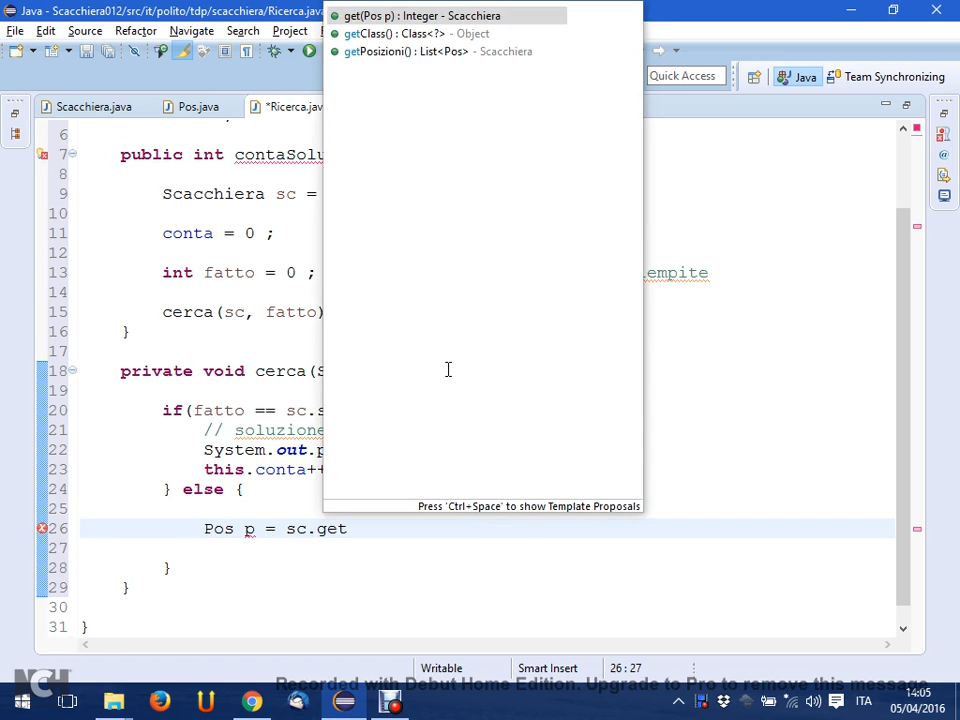 Java - Scacchiera012/src/it/polito/tdp/scacchiera/Ricerca.java
File Edit Source Refactor Navigate Search Project
Quick Access
Java
Team Synchronizing
Scacchiera.java
Pos.java
*Ricerca.java
get(Pos p) : Integer - Scacchiera
getClass() : Class<?> - Object
getPosizioni() : List<Pos> - Scacchiera
Press 'Ctrl+Space' to show Template Proposals
6
7 public int contaSolu
8
9 Scacchiera sc =
10
11 conta = 0 ;
12
13 int fatto = 0 ; iempite
14
15 cerca(sc, fatto)
16 }
17
18 private void cerca(S
19
20 if(fatto == sc.s
21 // soluzione
22 System.out.p
23 this.conta++
24 } else {
25
26 Pos p = sc.get
27
28 }
29 }
30
31 }
Writable
Smart Insert
26 : 27
NCH
Recorded with Debut Home Edition. Upgrade to Pro to remove this message
ITA
14:05
05/04/2016